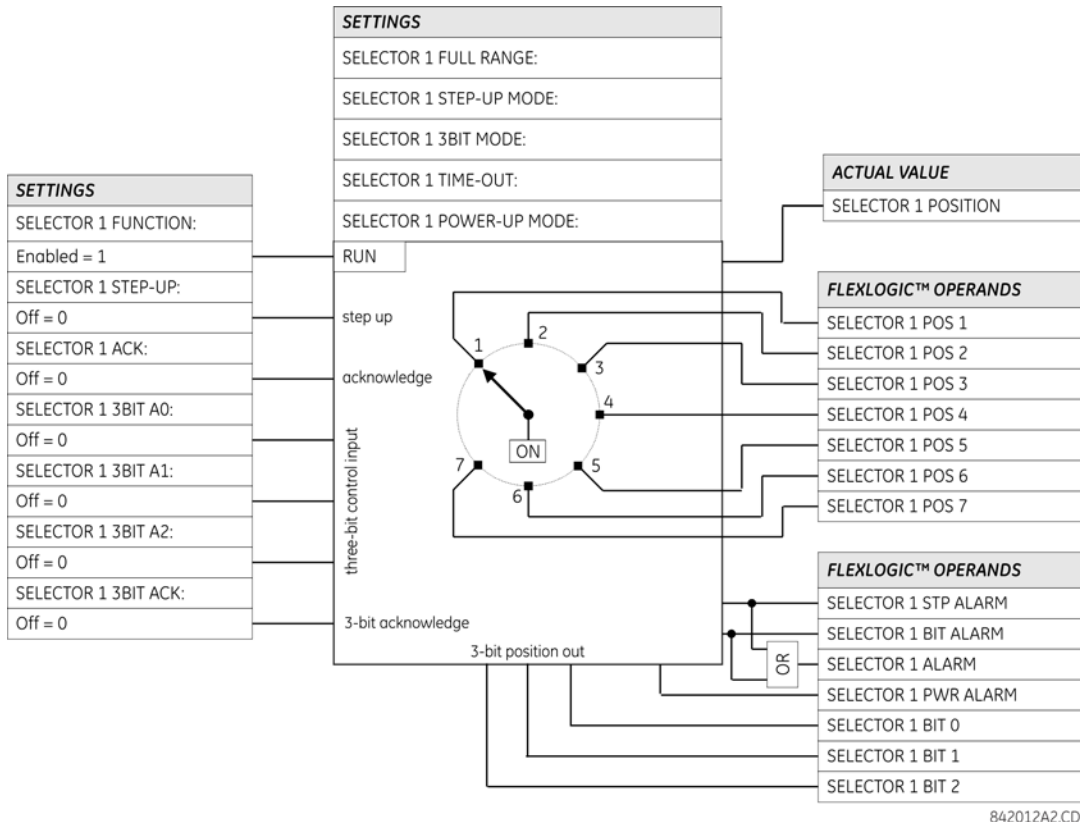 SETTINGS
SELECTOR 1 FULL RANGE:
SELECTOR 1 STEP-UP MODE:
SELECTOR 1 3BIT MODE:
SELECTOR 1 TIME-OUT:
SELECTOR 1 POWER-UP MODE:
SETTINGS
SELECTOR 1 FUNCTION:
Enabled = 1
SELECTOR 1 STEP-UP:
Off = 0
SELECTOR 1 ACK:
Off = 0
SELECTOR 1 3BIT A0:
Off = 0
SELECTOR 1 3BIT A1:
Off = 0
SELECTOR 1 3BIT A2:
Off = 0
SELECTOR 1 3BIT ACK:
Off = 0
RUN
step up
acknowledge
three-bit control input
3-bit acknowledge
3-bit position out
1
2
3
4
5
6
7
ON
ACTUAL VALUE
SELECTOR 1 POSITION
FLEXLOGIC™ OPERANDS
SELECTOR 1 POS 1
SELECTOR 1 POS 2
SELECTOR 1 POS 3
SELECTOR 1 POS 4
SELECTOR 1 POS 5
SELECTOR 1 POS 6
SELECTOR 1 POS 7
FLEXLOGIC™ OPERANDS
SELECTOR 1 STP ALARM
SELECTOR 1 BIT ALARM
OR
SELECTOR 1 ALARM
SELECTOR 1 PWR ALARM
SELECTOR 1 BIT 0
SELECTOR 1 BIT 1
SELECTOR 1 BIT 2
842012A2.CD